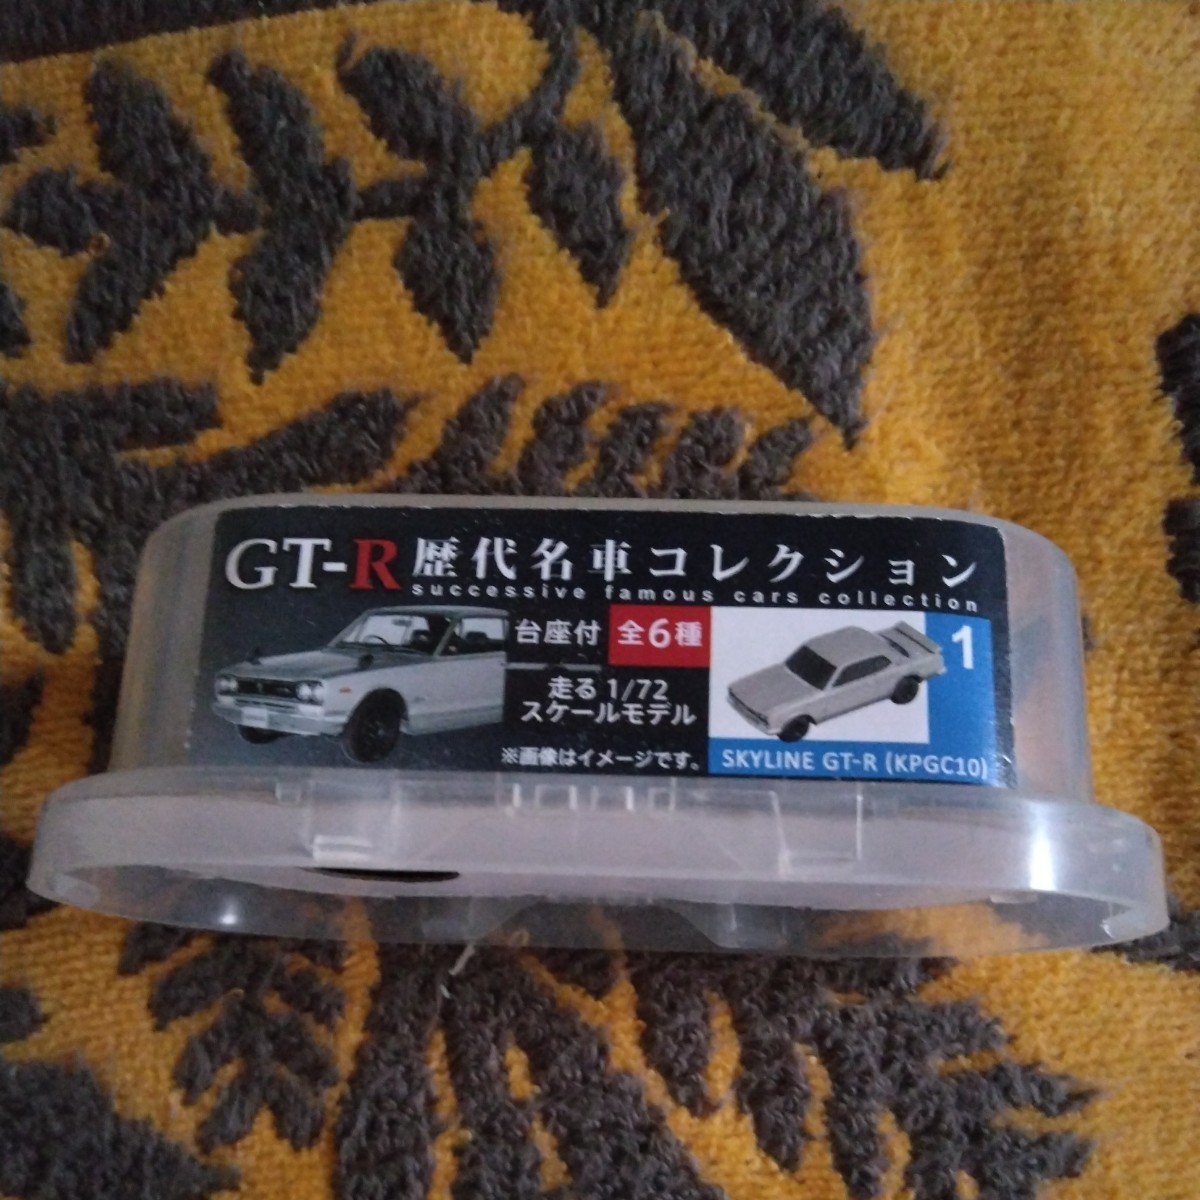 GT-R 歴代名車コレクション
successive famous cars collection
台座付 全6種
走る 1/72
スケールモデル
※画像はイメージです。
1
SKYLINE GT-R (KPGC10)